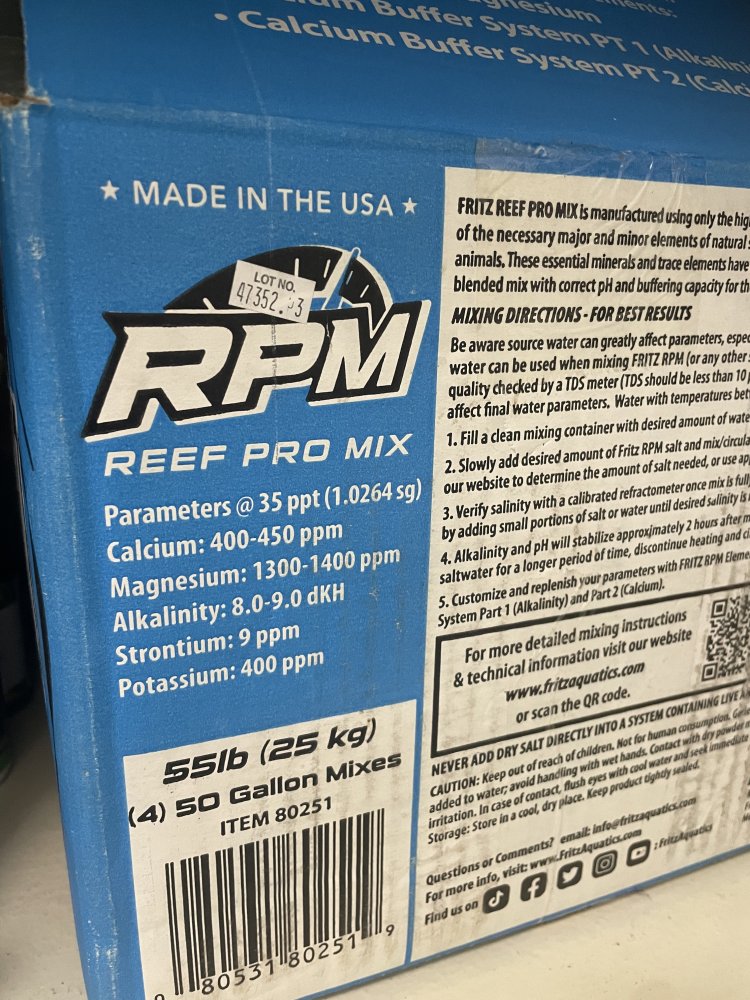 Magnesium
• Calcium Buffer System PT 1 (Alkalini
Calcium Buffer System PT 2 (Calci
★ MADE IN THE USA ★
LOT NO.
47352.
RPM
REEF PRO MIX
Parameters @ 35 ppt (1.0264 sg)
Calcium: 400-450 ppm
Magnesium: 1300-1400 ppm
Alkalinity: 8.0-9.0 dKH
Strontium: 9 ppm
Potassium: 400 ppm
55lb (25 kg)
(4) 50 Gallon Mixes
ITEM 80251
80531 80251 9
FRITZ REEF PRO MIX is manufactured using only the hig
of the necessary major and minor elements of natural
animals. These essential minerals and trace elements have
blended mix with correct pH and buffering capacity for th
MIXING DIRECTIONS - FOR BEST RESULTS
Be aware source water can greatly affect parameters, espec
water can be used when mixing FRITZ RPM (or any other
quality checked by a TDS meter (TDS should be less than 10
affect final water parameters. Water with temperatures bet
1. Fill a clean mixing container with desired amount of wate
2. Slowly add desired amount of Fritz RPM salt and mix/circula
our website to determine the amount of salt needed, or use ap
3. Verify salinity with a calibrated refractometer once mix is full
by adding small portions of salt or water until desired salinity is
4. Alkalinity and pH will stabilize approximately 2 hours after m
saltwater for a longer period of time, discontinue heating and ci
5. Customize and replenish your parameters with FRITZ RPM Eleme
System Part 1 (Alkalinity) and Part 2 (Calcium).
For more detailed mixing instructions
& technical information visit our website
www.fritzaquatics.com
or scan the QR code.
NEVER ADD DRY SALT DIRECTLY INTO A SYSTEM CONTAINING LIVE
CAUTION: Keep out of reach of children. Not for human consumption.
added to water; avoid handling with wet hands. Contact with dry powder
irritation. In case of contact, flush eyes with cool water and seek immediate
Storage: Store in a cool, dry place. Keep product tightly sealed.
Questions or Comments? email: info@fritzaquatics.com
For more info, visit: www.FritzAquatics.com
Find us on : FritzAquatics